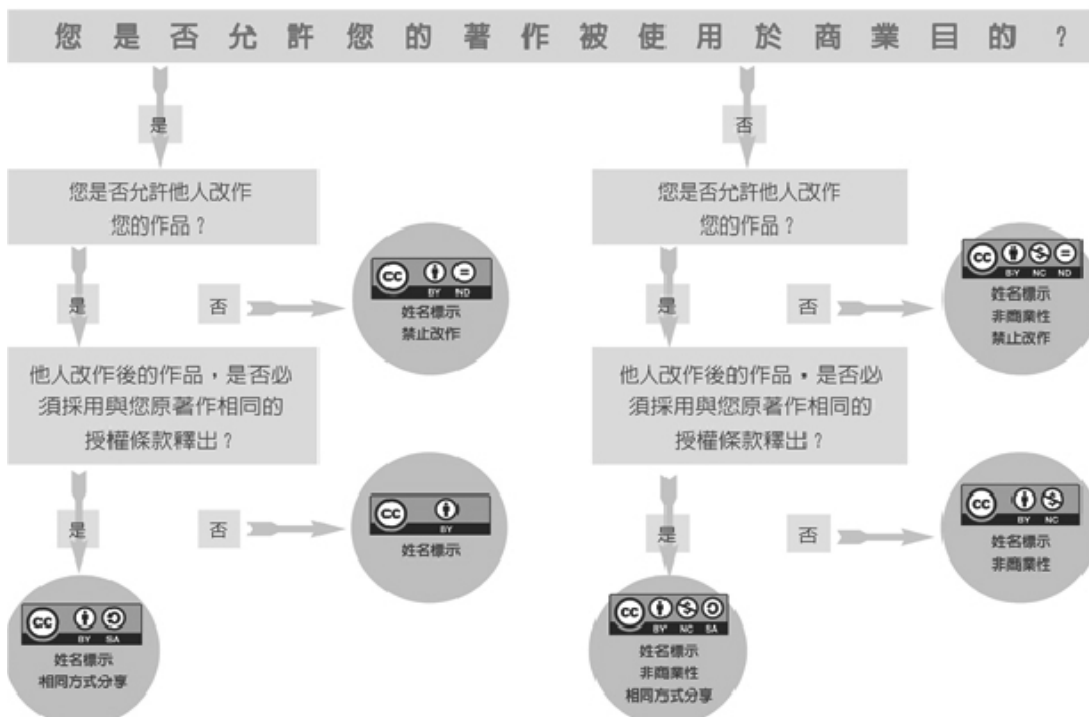 您是否允許您的著作被使用於商業目的？
是
否
您是否允許他人改作
您的作品？
是
否
cc
BY ND
姓名標示
禁止改作
他人改作後的作品，是否必
須採用與您原著作相同的
授權條款釋出？
是
否
cc
BY
姓名標示
cc
BY SA
姓名標示
相同方式分享
您是否允許他人改作
您的作品？
是
否
cc
BY NC ND
姓名標示
非商業性
禁止改作
他人改作後的作品，是否必
須採用與您原著作相同的
授權條款釋出？
是
否
cc
BY NC
姓名標示
非商業性
cc
BY NC SA
姓名標示
非商業性
相同方式分享